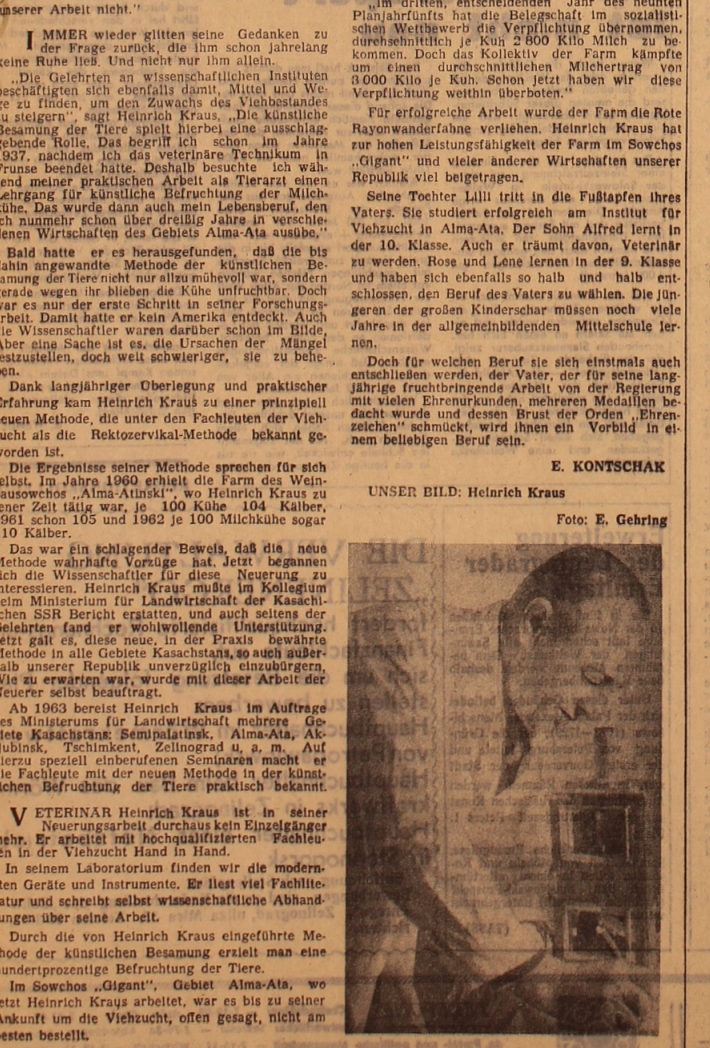 unserer Arbeit nicht."
IMMER wieder glitten seine Gedanken zu
der Frage zurück, die ihm schon jahrelang
keine Ruhe ließ. Und nicht nur ihm allein.
„Die Gelehrten an wissenschaftlichen Instituten
beschäftigten sich ebenfalls damit, Mittel und We-
ge zu finden, um den Zuwachs des Viehbestandes
zu steigern", sagt Heinrich Kraus. „Die künstliche
Besamung der Tiere spielt hierbei eine ausschlag-
gebende Rolle. Das begriff ich schon im Jahre
1937, nachdem ich das veterinäre Technikum in
Frunse beendet hatte. Deshalb besuchte ich wäh-
rend meiner praktischen Arbeit als Tierarzt einen
Lehrgang für künstliche Befruchtung der Milch-
kühe. Das wurde dann auch mein Lebensberuf, den
ich nunmehr schon über dreißig Jahre in verschie-
denen Wirtschaften des Gebiets Alma-Ata ausübe."
Bald hatte er es herausgefunden, daß die bis
dahin angewandte Methode der künstlichen Be-
samung der Tiere nicht nur allzu mühevoll war, sondern
gerade wegen ihr blieben die Kühe unfruchtbar. Doch
war es nur der erste Schritt in seiner Forschungs-
arbeit. Damit hatte er kein Amerika entdeckt. Auch
die Wissenschaftler waren darüber schon im Bilde,
Aber eine Sache ist es, die Ursachen der Mängel
festzustellen, doch weit schwieriger, sie zu behe-
ben.
Dank langjähriger Überlegung und praktischer
Erfahrung kam Heinrich Kraus zu einer prinzipiell
neuen Methode, die unter den Fachleuten der Vieh-
zucht als die Rektozervikal-Methode bekannt ge-
worden ist.
Die Ergebnisse seiner Methode sprechen für sich
selbst. Im Jahre 1960 erhielt die Farm des Wein-
bausowchos „Alma-Atinski", wo Heinrich Kraus zu
jener Zeit tätig war, je 100 Kühe 104 Kälber,
1961 schon 105 und 1962 je 100 Milchkühe sogar
110 Kälber.
Das war ein schlagender Beweis, daß die neue
Methode wahrhafte Vorzüge hat. Jetzt begannen
sich die Wissenschaftler für diese Neuerung zu
interessieren. Heinrich Kraus mußte im Kollegium
beim Ministerium für Landwirtschaft der Kasachi-
schen SSR Bericht erstatten, und auch seitens der
Gelehrten fand er wohlwollende Unterstützung.
Jetzt galt es, diese neue, in der Praxis bewährte
Methode in alle Gebiete Kasachstans, so auch außer-
halb unserer Republik unverzüglich einzubürgern.
Wie zu erwarten war, wurde mit dieser Arbeit der
Neuerer selbst beauftragt.
Ab 1963 bereist Heinrich Kraus im Auftrage
des Ministerums für Landwirtschaft mehrere Ge-
biete Kasachstans: Semipalatinsk, Alma-Ata, Ak-
tjubinsk, Tschimkent, Zelinograd u. a. m. Auf
hierzu speziell einberufenen Seminaren macht er
die Fachleute mit der neuen Methode in der künst-
lichen Befruchtung der Tiere praktisch bekannt.
VETERINÄR Heinrich Kraus ist in seiner
Neuerungsarbeit durchaus kein Einzelgänger
mehr. Er arbeitet mit hochqualifizierten Fachleu-
ten in der Viehzucht Hand in Hand.
In seinem Laboratorium finden wir die modern-
sten Geräte und Instrumente. Er liest viel Fachlite-
ratur und schreibt selbst wissenschaftliche Abhand-
lungen über seine Arbeit.
Durch die von Heinrich Kraus eingeführte Me-
thode der künstlichen Besamung erzielt man eine
hundertprozentige Befruchtung der Tiere.
Im Sowchos „Gigant", Gebiet Alma-Ata, wo
jetzt Heinrich Kraus arbeitet, war es bis zu seiner
Ankunft um die Viehzucht, offen gesagt, nicht am
besten bestellt.
„Im dritten, entscheidenden Jahr des neunten
Planjahrfünfts hat die Belegschaft im sozialisti-
schen Wettbewerb die Verpflichtung übernommen,
durchschnittlich je Kuh 2 800 Kilo Milch zu be-
kommen. Doch das Kollektiv der Farm kämpfte
um einen durchschnittlichen Milchertrag von
3 000 Kilo je Kuh. Schon jetzt haben wir diese
Verpflichtung weithin überboten."
Für erfolgreiche Arbeit wurde der Farm die Rote
Rayonwanderfahne verliehen. Heinrich Kraus hat
zur hohen Leistungsfähigkeit der Farm im Sowchos
„Gigant" und vieler anderer Wirtschaften unserer
Republik viel beigetragen.
Seine Tochter Lilli tritt in die Fußtapfen ihres
Vaters. Sie studiert erfolgreich am Institut für
Viehzucht in Alma-Ata. Der Sohn Alfred lernt in
der 10. Klasse. Auch er träumt davon, Veterinär
zu werden. Rose und Lene lernen in der 9. Klasse
und haben sich ebenfalls so halb und halb ent-
schlossen, den Beruf des Vaters zu wählen. Die jün-
geren der großen Kinderschar müssen noch viele
Jahre in der allgemeinbildenden Mittelschule ler-
nen.
Doch für welchen Beruf sie sich einstmals auch
entschließen werden, der Vater, der für seine lang-
jährige fruchtbringende Arbeit von der Regierung
mit vielen Ehrenurkunden, mehreren Medaillen be-
dacht wurde und dessen Brust der Orden „Ehren-
zeichen" schmückt, wird ihnen ein Vorbild in ei-
nem beliebigen Beruf sein.
E. KONTSCHAK
UNSER BILD: Heinrich Kraus
Foto: E. Gehring